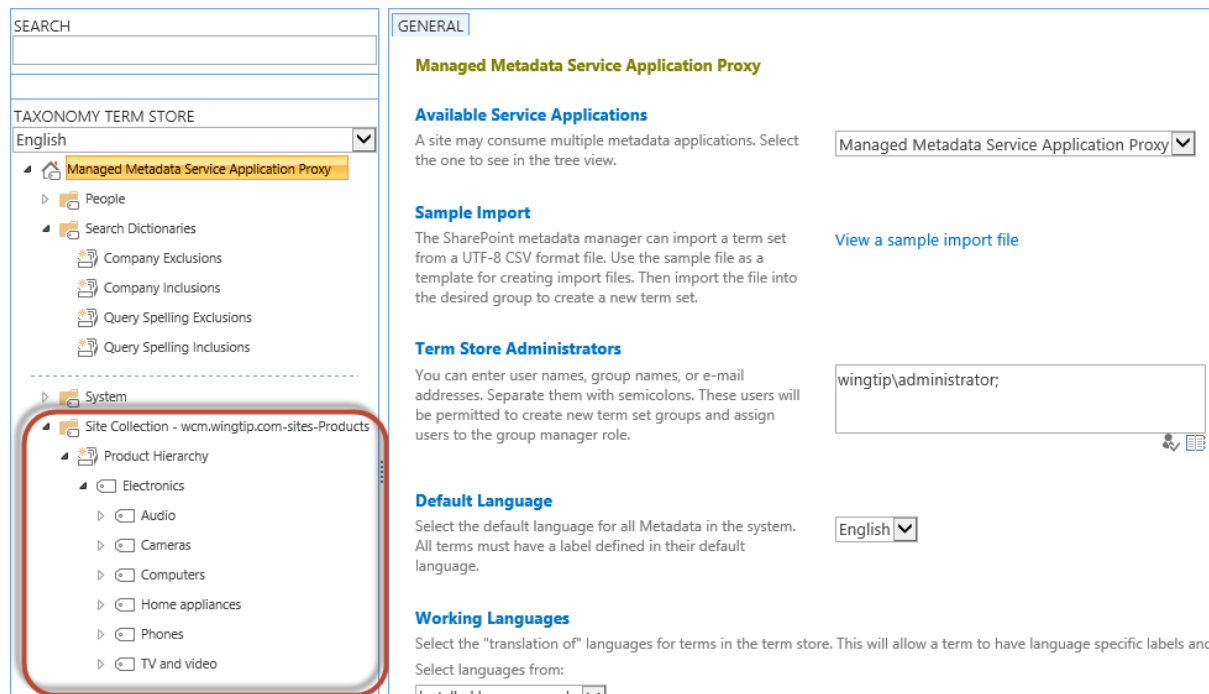 SEARCH
TAXONOMY TERM STORE
English
Managed Metadata Service Application Proxy
People
Search Dictionaries
Company Exclusions
Company Inclusions
Query Spelling Exclusions
Query Spelling Inclusions
System
Site Collection - wcm.wingtip.com-sites-Products
Product Hierarchy
Electronics
Audio
Cameras
Computers
Home appliances
Phones
TV and video
GENERAL
Managed Metadata Service Application Proxy
Available Service Applications
A site may consume multiple metadata applications. Select
the one to see in the tree view.
Managed Metadata Service Application Proxy
Sample Import
The SharePoint metadata manager can import a term set
from a UTF-8 CSV format file. Use the sample file as a
template for creating import files. Then import the file into
the desired group to create a new term set.
View a sample import file
Term Store Administrators
You can enter user names, group names, or e-mail
addresses. Separate them with semicolons. These users will
be permitted to create new term set groups and assign
users to the group manager role.
wingtip\administrator;
Default Language
Select the default language for all Metadata in the system.
All terms must have a label defined in their default
language.
English
Working Languages
Select the "translation of" languages for terms in the term store. This will allow a term to have language specific labels and
Select languages from: